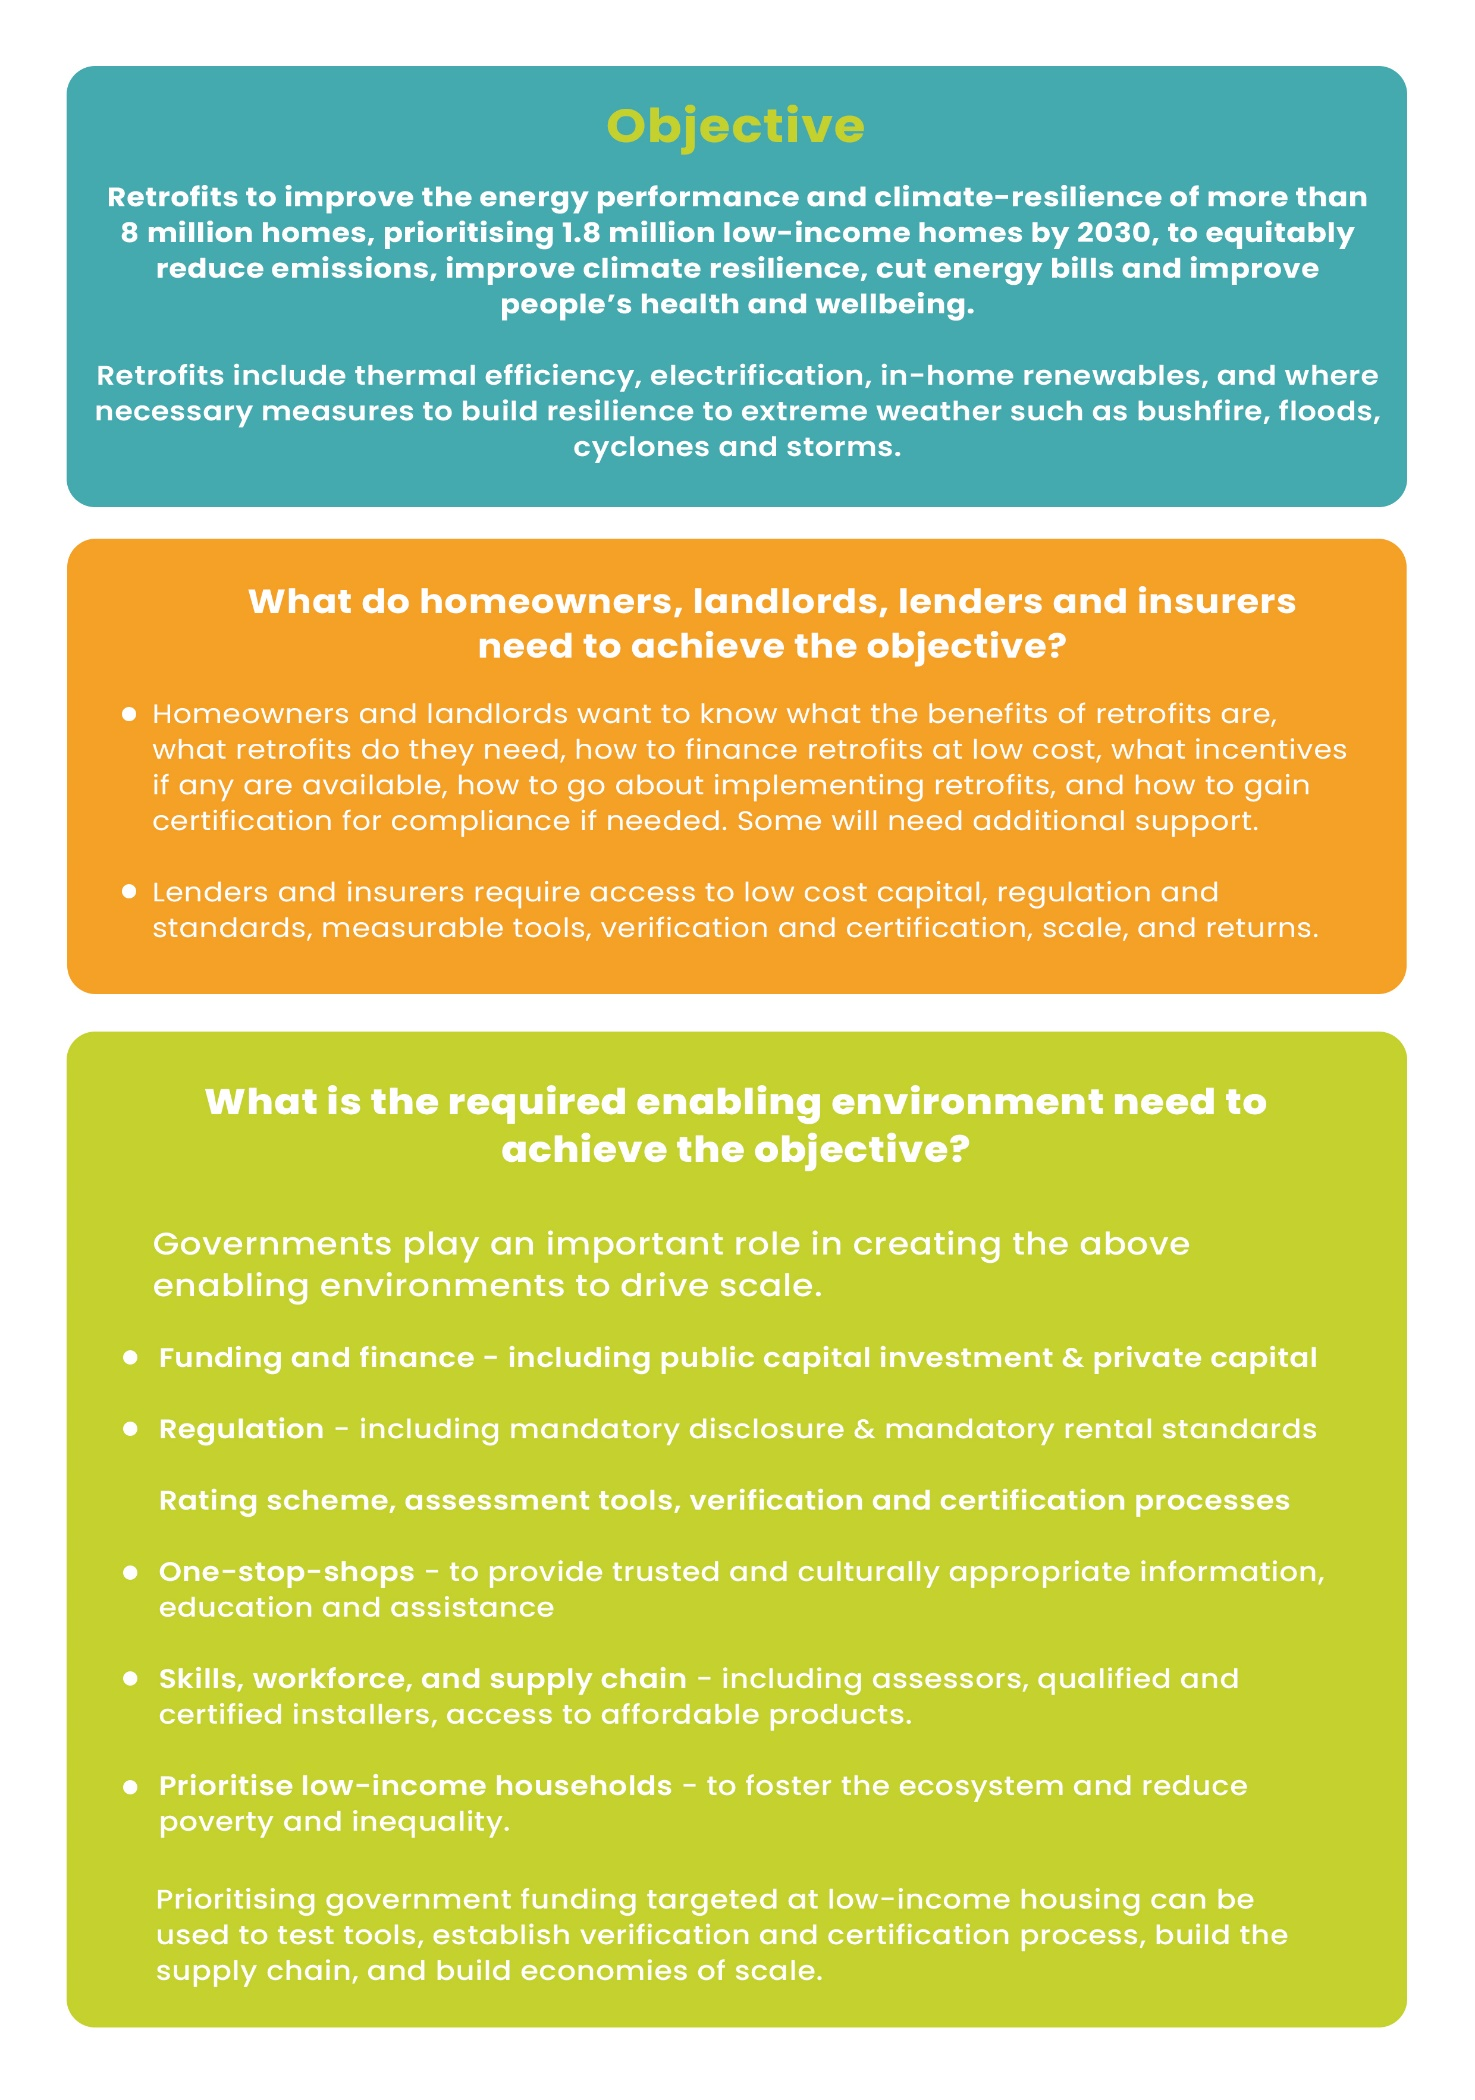 Objective
Retrofits to improve the energy performance and climate-resilience of more than
8 million homes, prioritising 1.8 million low-income homes by 2030, to equitably
reduce emissions, improve climate resilience, cut energy bills and improve
people's health and wellbeing.
Retrofits include thermal efficiency, electrification, in-home renewables, and where
necessary measures to build resilience to extreme weather such as bushfire, floods,
cyclones and storms.
What do homeowners, landlords, lenders and insurers
need to achieve the objective?
● Homeowners and landlords want to know what the benefits of retrofits are,
what retrofits do they need, how to finance retrofits at low cost, what incentives
if any are available, how to go about implementing retrofits, and how to gain
certification for compliance if needed. Some will need additional support.
● Lenders and insurers require access to low cost capital, regulation and
standards, measurable tools, verification and certification, scale, and returns.
What is the required enabling environment need to
achieve the objective?
Governments play an important role in creating the above
enabling environments to drive scale.
● Funding and finance - including public capital investment & private capital
● Regulation - including mandatory disclosure & mandatory rental standards
Rating scheme, assessment tools, verification and certification processes
● One-stop-shops - to provide trusted and culturally appropriate information,
education and assistance
● Skills, workforce, and supply chain - including assessors, qualified and
certified installers, access to affordable products.
● Prioritise low-income households - to foster the ecosystem and reduce
poverty and inequality.
Prioritising government funding targeted at low-income housing can be
used to test tools, establish verification and certification process, build the
supply chain, and build economies of scale.